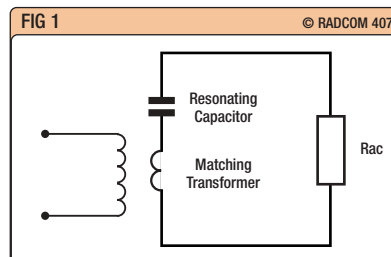 FIG 1
© RADCOM 407
Resonating
Capacitor
Rac
Matching
Transformer